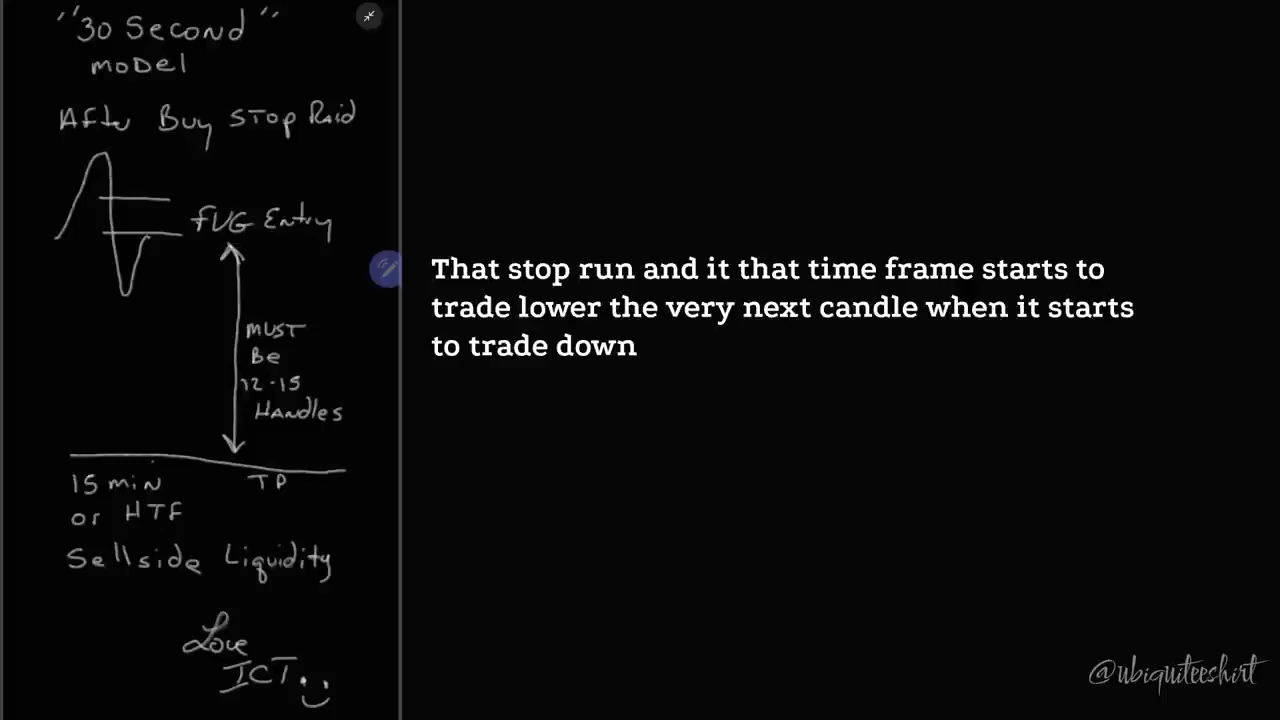 "30 Second"
model
After Buy Stop Raid
FVG Entry
MUST
Be
12-15
HANdles
15 min
TP
or HTF
Sellside Liquidity
Love
ICT
That stop run and it that time frame starts to
trade lower the very next candle when it starts
to trade down
@ubiquiteeshirt